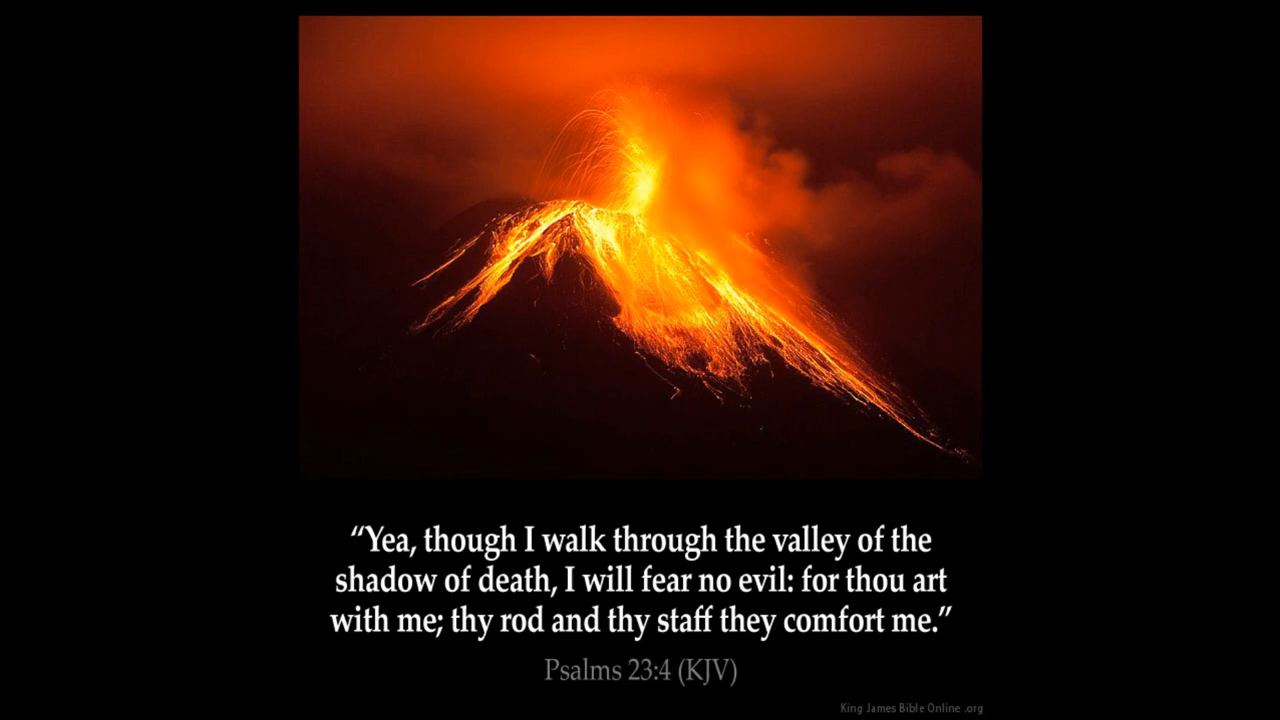 “Yea, though I walk through the valley of the
shadow of death, I will fear no evil: for thou art
with me; thy rod and thy staff they comfort me.”
Psalms 23:4 (KJV)
King James Bible Online .org